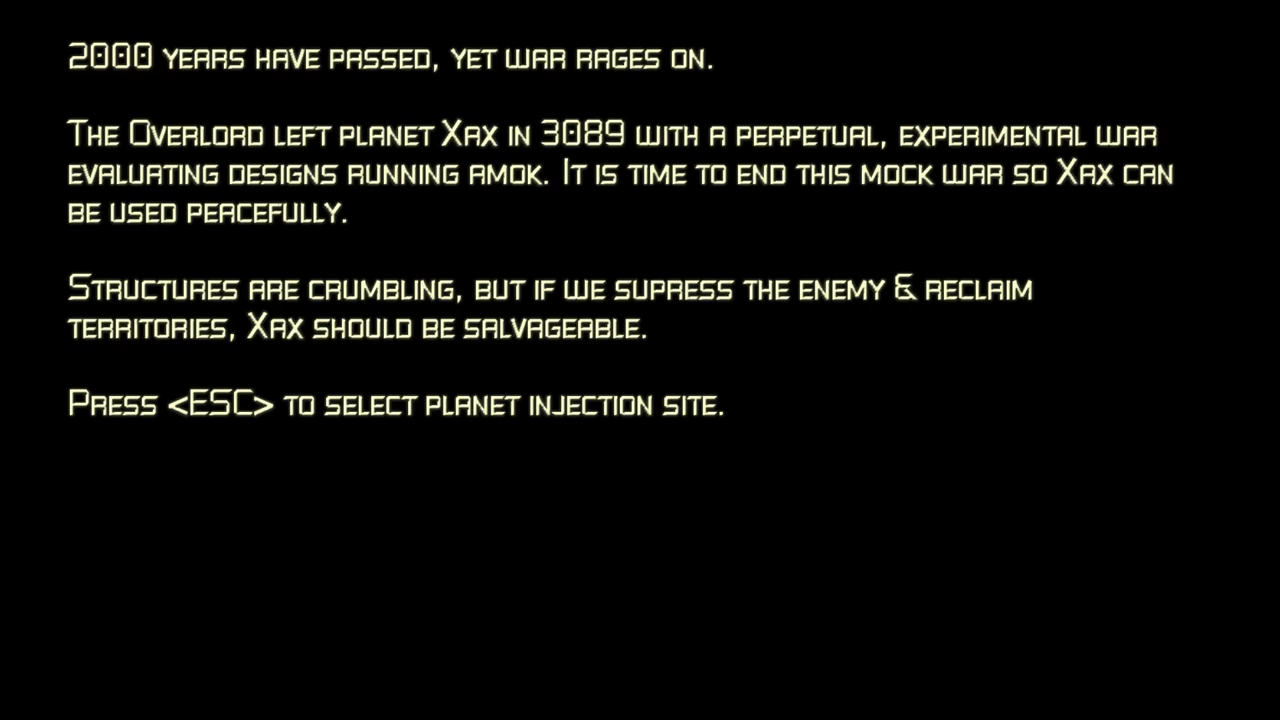 2000 years have passed, yet war rages on.
The Overlord left planet Xax in 3089 with a perpetual, experimental war
evaluating designs running amok. It is time to end this mock war so Xax can
be used peacefully.
Structures are crumbling, but if we supress the enemy & reclaim
territories, Xax should be salvageable.
Press <ESC> to select planet injection site.